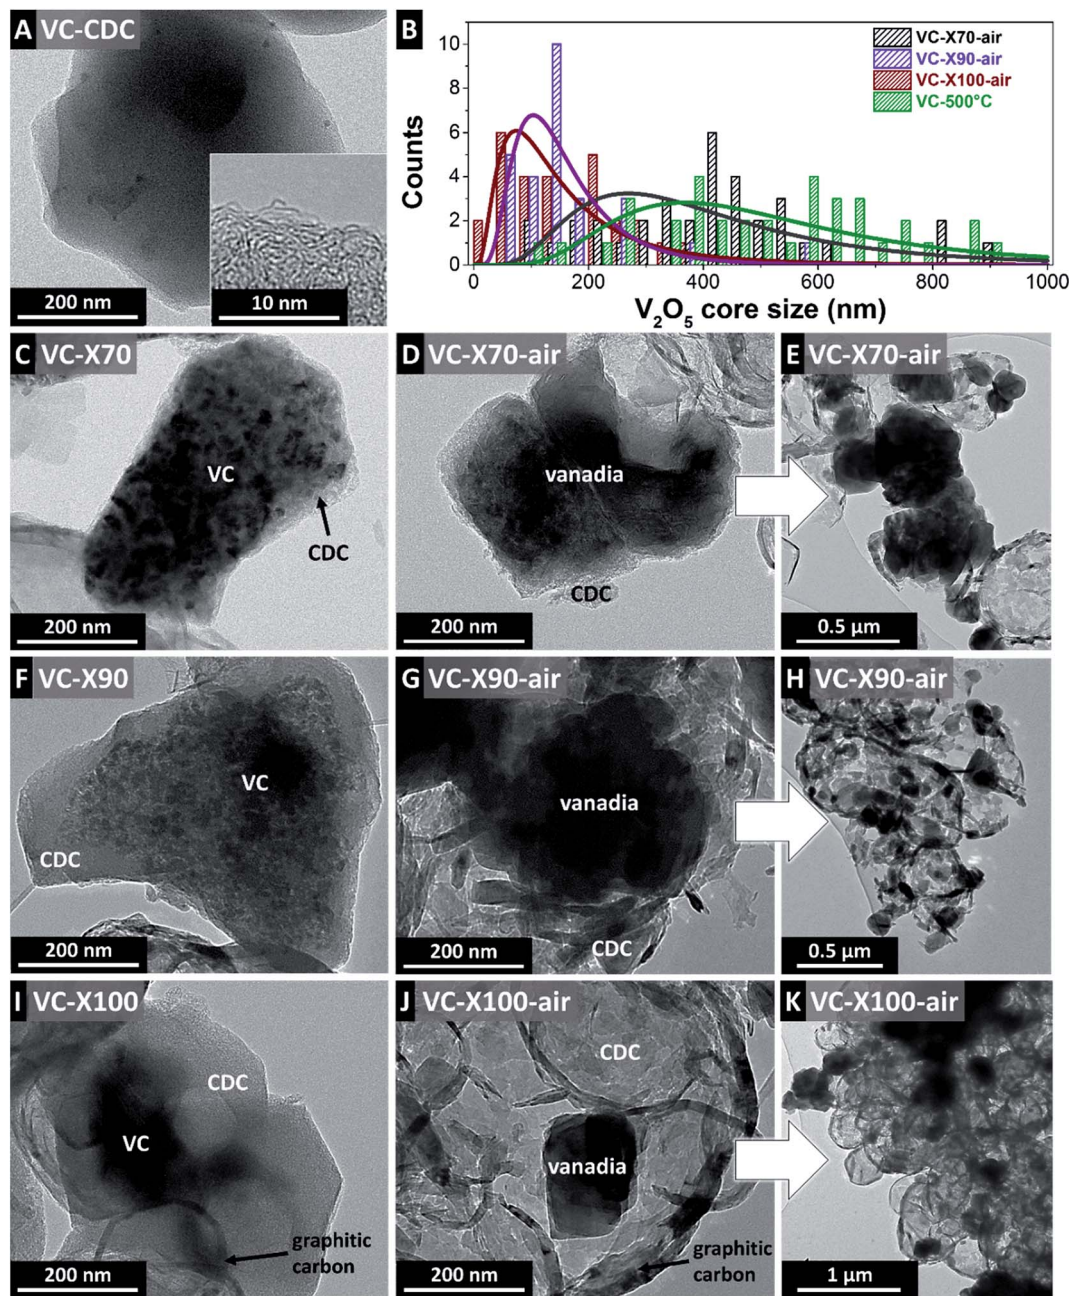 A VC-CDC
200 nm
10 nm
B
Counts
10
8
6
4
2
0
0 200 400 600 800 1000
V₂O₅ core size (nm)
VC-X70-air
VC-X90-air
VC-X100-air
VC-500°C
C VC-X70
VC
CDC
200 nm
D VC-X70-air
vanadia
CDC
200 nm
E VC-X70-air
0.5 µm
F VC-X90
VC
CDC
200 nm
G VC-X90-air
vanadia
CDC
200 nm
H VC-X90-air
0.5 µm
I VC-X100
CDC
VC
graphitic
carbon
200 nm
J VC-X100-air
CDC
vanadia
graphitic
carbon
200 nm
K VC-X100-air
1 µm